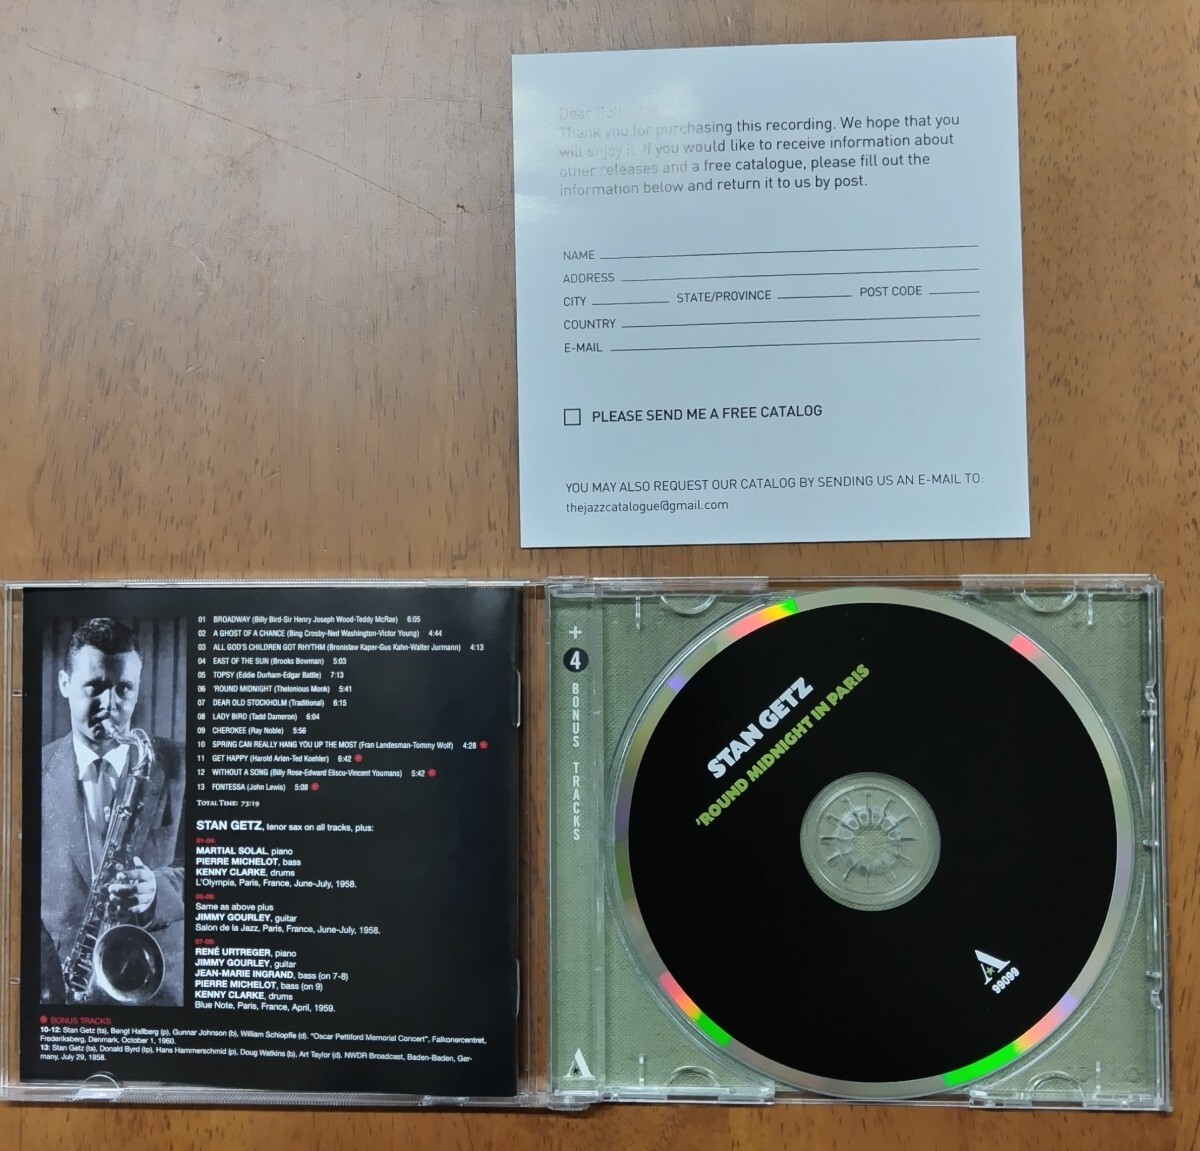 Dear Collector,
Thank you for purchasing this recording. We hope that you
will enjoy it. If you would like to receive information about
other releases and a free catalogue, please fill out the
information below and return it to us by post.
NAME
ADDRESS
CITY STATE/PROVINCE POST CODE
COUNTRY
E-MAIL
PLEASE SEND ME A FREE CATALOG
YOU MAY ALSO REQUEST OUR CATALOG BY SENDING US AN E-MAIL TO:
thejazzcatalogue@gmail.com
01 BROADWAY (Billy Bird-Sir Henry Joseph Wood-Teddy McRae) 6:05
02 A GHOST OF A CHANCE (Bing Crosby-Ned Washington-Victor Young) 4:44
03 ALL GOD'S CHILDREN GOT RHYTHM (Bronislaw Kaper-Gus Kahn-Walter Jurmann) 4:13
04 EAST OF THE SUN (Brooks Bowman) 5:03
05 TOPSY (Eddie Durham-Edgar Battle) 7:13
06 'ROUND MIDNIGHT (Thelonious Monk) 5:41
07 DEAR OLD STOCKHOLM (Traditional) 6:15
08 LADY BIRD (Tadd Dameron) 6:04
09 CHEROKEE (Ray Noble) 5:56
10 SPRING CAN REALLY HANG YOU UP THE MOST (Fran Landesman-Tommy Wolf) 4:28
11 GET HAPPY (Harold Arlen-Ted Koehler) 6:42
12 WITHOUT A SONG (Billy Rose-Edward Eliscu-Vincent Youmans) 5:42
13 FONTESSA (John Lewis) 5:08
TOTAL TIME: 73:19
STAN GETZ, tenor sax on all tracks, plus:
01-04:
MARTIAL SOLAL, piano
PIERRE MICHELOT, bass
KENNY CLARKE, drums
L'Olympia, Paris, France, June-July, 1958.
05-06:
Same as above plus
JIMMY GOURLEY, guitar
Salon de la Jazz, Paris, France, June-July, 1958.
07-09:
RENÉ URTREGER, piano
JIMMY GOURLEY, guitar
JEAN-MARIE INGRAND, bass (on 7-8)
PIERRE MICHELOT, bass (on 9)
KENNY CLARKE, drums
Blue Note, Paris, France, April, 1959.
BONUS TRACKS
10-12: Stan Getz (ts), Bengt Hallberg (p), Gunnar Johnson (b), William Schiopffe (d). "Oscar Pettiford Memorial Concert", Falkonercentret,
Frederiksberg, Denmark, October 1, 1960.
13: Stan Getz (ts), Donald Byrd (tp), Hans Hammerschmid (p), Doug Watkins (b), Art Taylor (d). NWDR Broadcast, Baden-Baden, Ger-
many, July 29, 1958.
+ 4 BONUS TRACKS
A
STAN GETZ
'ROUND MIDNIGHT IN PARIS
A
99099